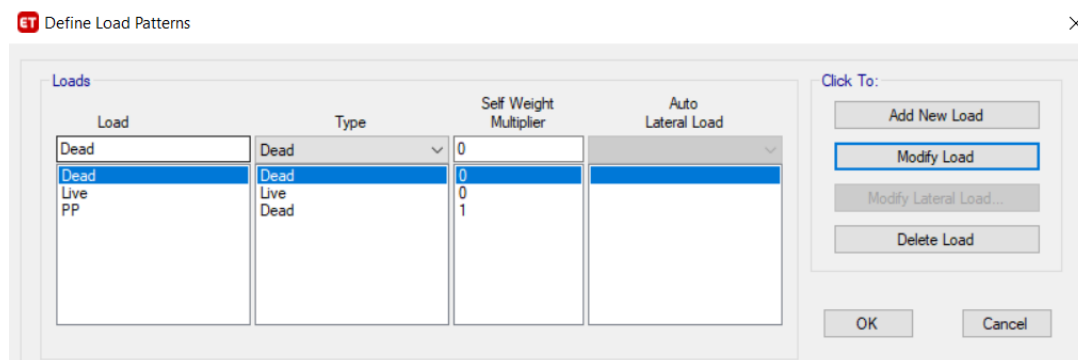 ET Define Load Patterns
Loads
Click To:
Load Type Self Weight Multiplier Auto Lateral Load
Dead Dead 0
Dead Dead 0
Live Live 0
PP Dead 1
Add New Load
Modify Load
Modify Lateral Load...
Delete Load
OK Cancel